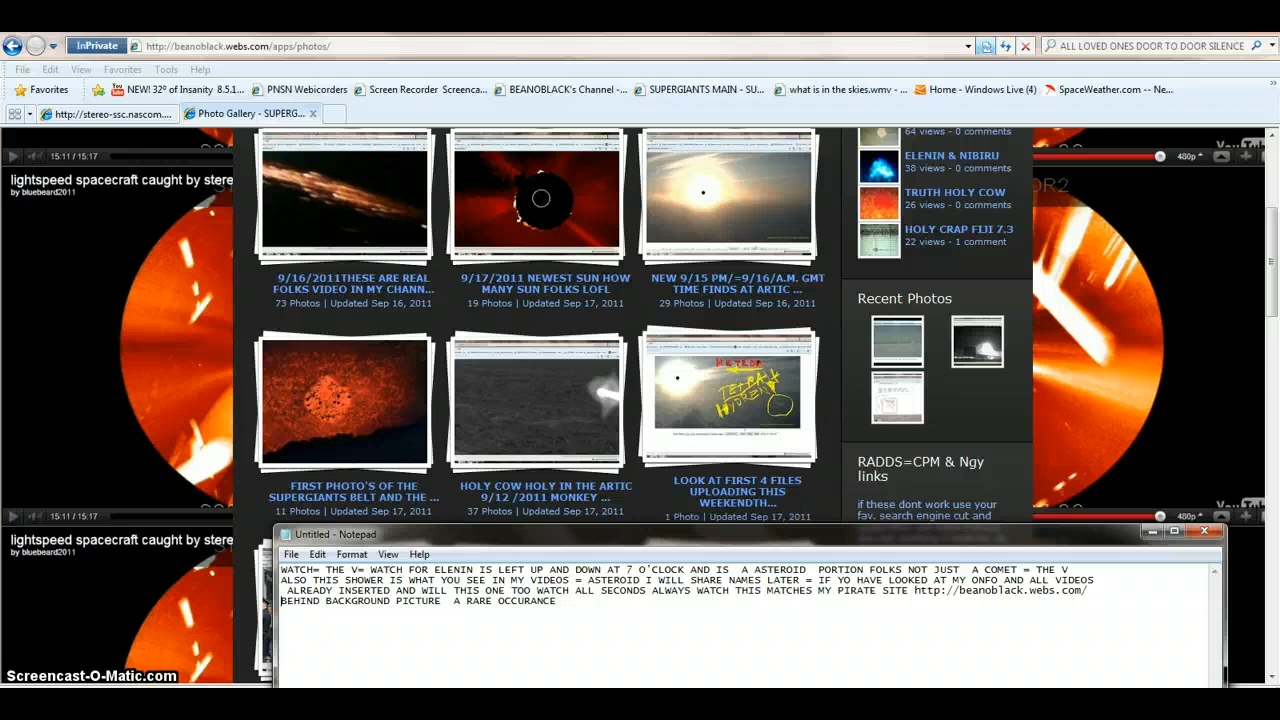 InPrivate
http://beanoblack.webs.com/apps/photos/
ALL LOVED ONES DOOR TO DOOR SILENCE
File Edit View Favorites Tools Help
Favorites
You Tube
NEW! 32º of Insanity 8.5.1...
PNSN Webicorders
Screen Recorder Screenca...
BEANOBLACK's Channel -...
SUPERGIANTS MAIN - SU...
what is in the skies.wmv -...
Home - Windows Live (4)
SpaceWeather.com -- Ne...
http://stereo-ssc.nascom....
Photo Gallery - SUPERG...
15:11 / 15:17
lightspeed spacecraft caught by stere
by bluebeard2011
480p
64 views - 0 comments
ELENIN & NIBIRU
38 views - 0 comments
TRUTH HOLY COW
26 views - 0 comments
HOLY CRAP FIJI 7.3
22 views - 1 comment
9/16/2011THESE ARE REAL
FOLKS VIDEO IN MY CHANN...
73 Photos | Updated Sep 16, 2011
9/17/2011 NEWEST SUN HOW
MANY SUN FOLKS LOFL
19 Photos | Updated Sep 17, 2011
NEW 9/15 PM/=9/16/A.M. GMT
TIME FINDS AT ARTIC ...
29 Photos | Updated Sep 16, 2011
Recent Photos
METEOR
FIRST PHOTO'S OF THE
SUPERGIANTS BELT AND THE ...
11 Photos | Updated Sep 17, 2011
HOLY COW HOLY IN THE ARTIC
9/12 /2011 MONKEY ...
37 Photos | Updated Sep 17, 2011
LOOK AT FIRST 4 FILES
UPLOADING THIS
WEEKENDTH...
1 Photo | Updated Sep 17, 2011
RADDS=CPM & Ngy
links
if these dont work use your
fav. search engine cut and
15:11 / 15:17
480p
lightspeed spacecraft caught by stere
by bluebeard2011
Untitled - Notepad
File Edit Format View Help
WATCH= THE V= WATCH FOR ELENIN IS LEFT UP AND DOWN AT 7 O'CLOCK AND IS A ASTEROID PORTION FOLKS NOT JUST A COMET = THE V
ALSO THIS SHOWER IS WHAT YOU SEE IN MY VIDEOS = ASTEROID I WILL SHARE NAMES LATER = IF YO HAVE LOOKED AT MY ONFO AND ALL VIDEOS
ALREADY INSERTED AND WILL THIS ONE TOO WATCH ALL SECONDS ALWAYS WATCH THIS MATCHES MY PIRATE SITE http://beanoblack.webs.com/
BEHIND BACKGROUND PICTURE A RARE OCCURANCE
Screencast-O-Matic.com